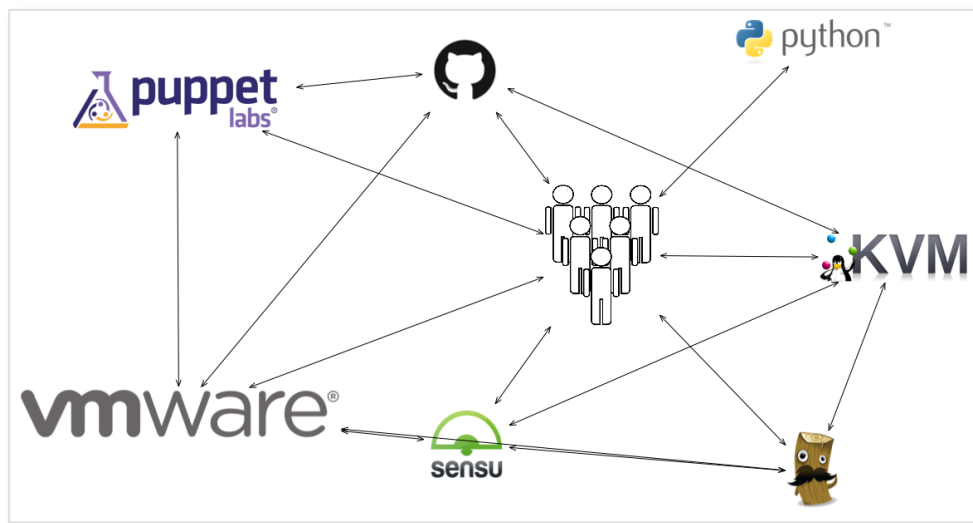 python™
puppet
labs®
KVM
vmware®
sensu